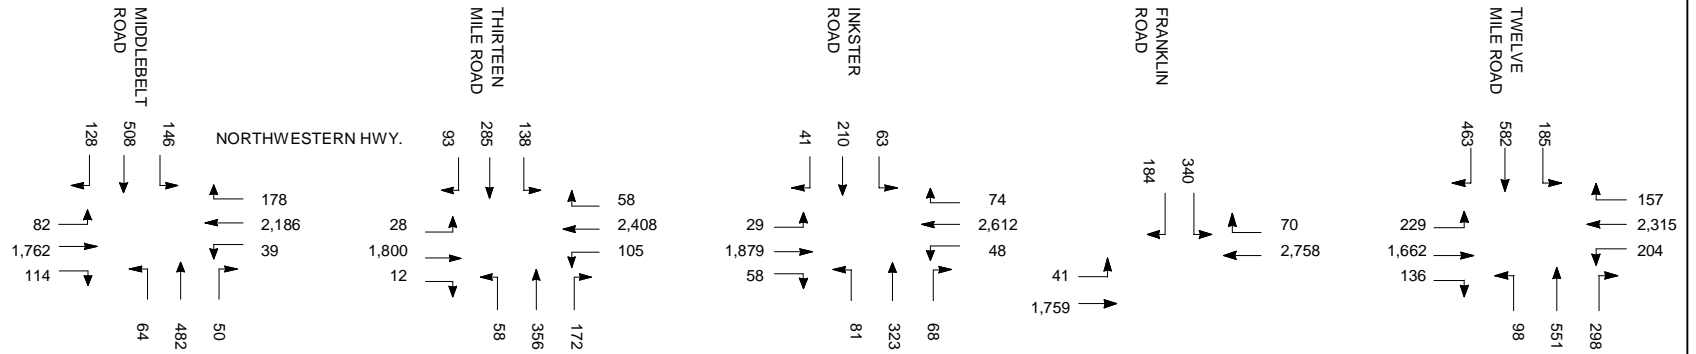 MIDDLEBELT
ROAD
THIRTEEN
MILE ROAD
INKSTER
ROAD
FRANKLIN
ROAD
TWELVE
MILE ROAD
NORTHWESTERN HWY.
128 508 146
178
2,186
39
82
1,762
114
64 482 50
93 285 138
58
2,408
105
28
1,800
12
58 356 172
41 210 63
74
2,612
48
29
1,879
58
81 323 68
184 340
70
2,758
41
1,759
463 582 185
157
2,315
204
229
1,662
136
98 551 298